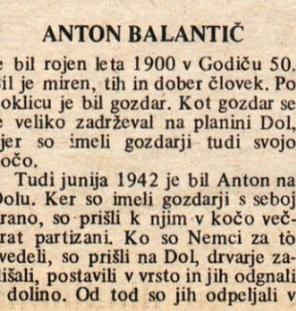 ANTON BALANTIČ
e bil rojen leta 1900 v Godiču 50.
il je miren, tih in dober človek. Po
oklicu je bil gozdar. Kot gozdar se
e veliko zadrževal na planini Dol,
jer so imeli gozdarji tudi svojo
očo.
Tudi junija 1942 je bil Anton na
Dolu. Ker so imeli gozdarji s seboj
rano, so prišli k njim v kočo več-
rat partizani. Ko so Nemci za to
vedeli, so prišli na Dol, drvarje za-
lišali, postavili v vrsto in jih odgnali
dolino. Od tod so jih odpeljali v